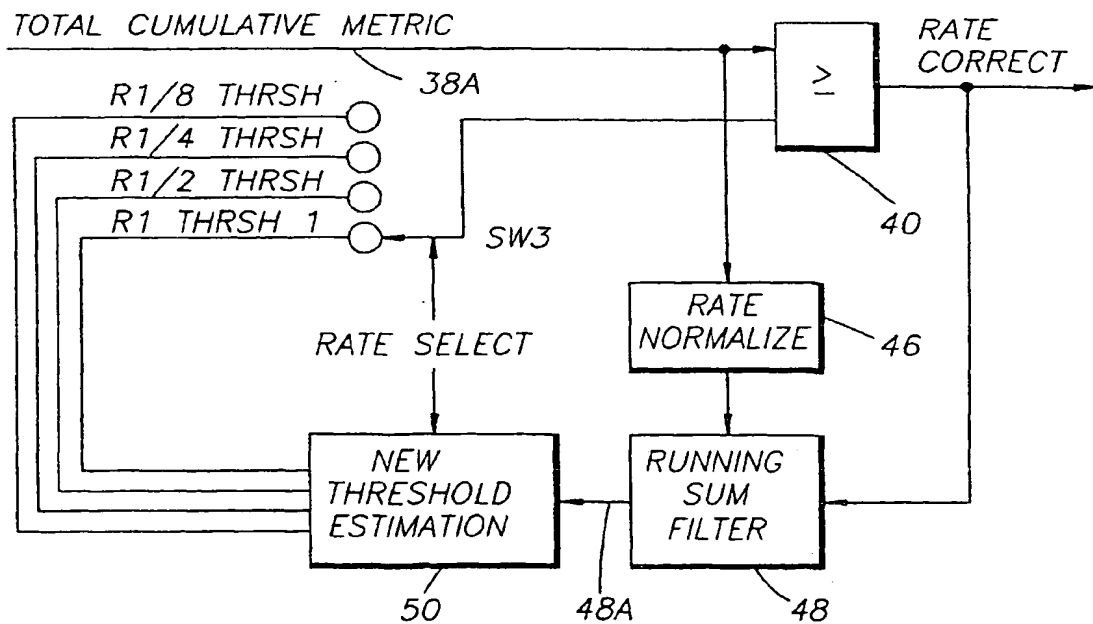 TOTAL CUMULATIVE METRIC
RATE
CORRECT
≥
38A
R1/8 THRSH
R1/4 THRSH
R1/2 THRSH
R1 THRSH 1
SW3
40
RATE SELECT
RATE
NORMALIZE
46
NEW
THRESHOLD
ESTIMATION
RUNNING
SUM
FILTER
50
48A
48